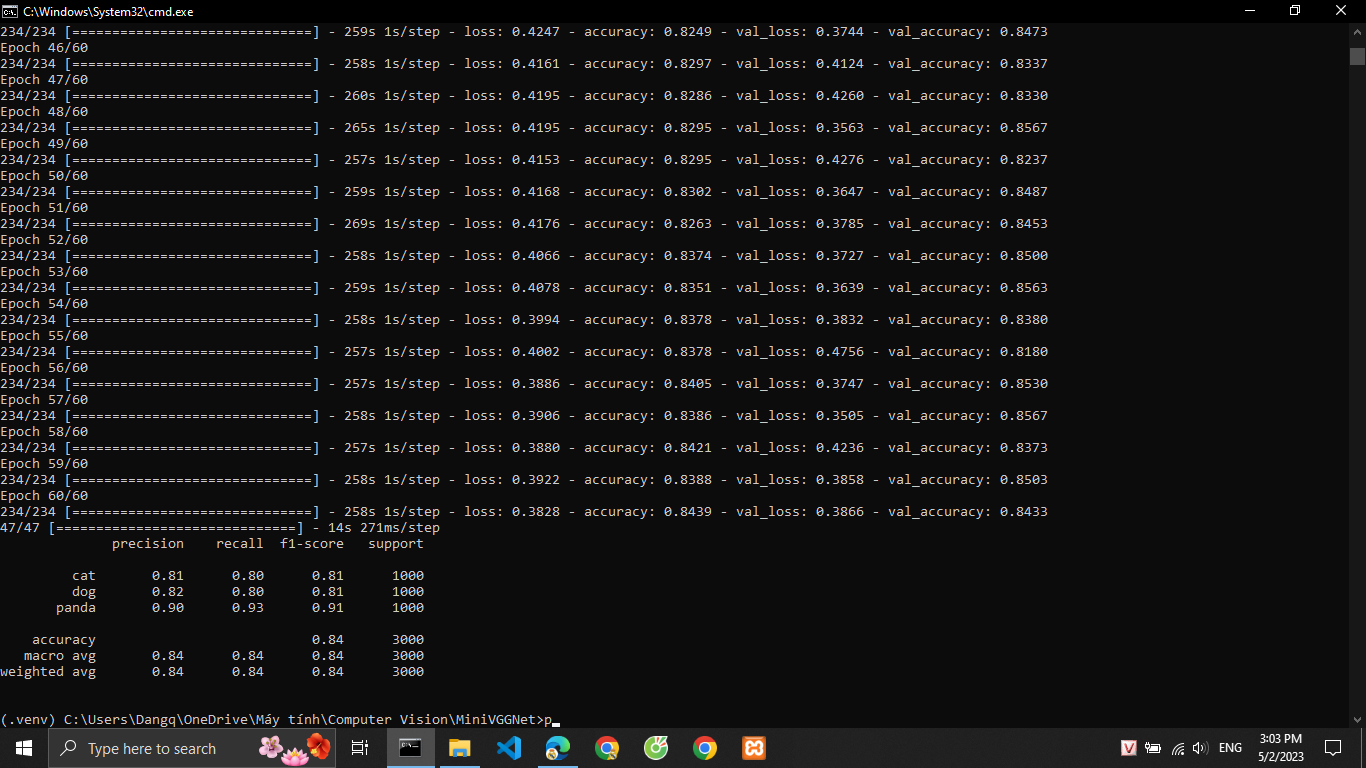 C:\Windows\System32\cmd.exe
234/234 [==============================] - 259s 1s/step - loss: 0.4247 - accuracy: 0.8249 - val_loss: 0.3744 - val_accuracy: 0.8473
Epoch 46/60
234/234 [==============================] - 258s 1s/step - loss: 0.4161 - accuracy: 0.8297 - val_loss: 0.4124 - val_accuracy: 0.8337
Epoch 47/60
234/234 [==============================] - 260s 1s/step - loss: 0.4195 - accuracy: 0.8286 - val_loss: 0.4260 - val_accuracy: 0.8330
Epoch 48/60
234/234 [==============================] - 265s 1s/step - loss: 0.4195 - accuracy: 0.8295 - val_loss: 0.3563 - val_accuracy: 0.8567
Epoch 49/60
234/234 [==============================] - 257s 1s/step - loss: 0.4153 - accuracy: 0.8295 - val_loss: 0.4276 - val_accuracy: 0.8237
Epoch 50/60
234/234 [==============================] - 259s 1s/step - loss: 0.4168 - accuracy: 0.8302 - val_loss: 0.3647 - val_accuracy: 0.8487
Epoch 51/60
234/234 [==============================] - 269s 1s/step - loss: 0.4176 - accuracy: 0.8263 - val_loss: 0.3785 - val_accuracy: 0.8453
Epoch 52/60
234/234 [==============================] - 258s 1s/step - loss: 0.4066 - accuracy: 0.8374 - val_loss: 0.3727 - val_accuracy: 0.8500
Epoch 53/60
234/234 [==============================] - 259s 1s/step - loss: 0.4078 - accuracy: 0.8351 - val_loss: 0.3639 - val_accuracy: 0.8563
Epoch 54/60
234/234 [==============================] - 258s 1s/step - loss: 0.3994 - accuracy: 0.8378 - val_loss: 0.3832 - val_accuracy: 0.8380
Epoch 55/60
234/234 [==============================] - 257s 1s/step - loss: 0.4002 - accuracy: 0.8378 - val_loss: 0.4756 - val_accuracy: 0.8180
Epoch 56/60
234/234 [==============================] - 257s 1s/step - loss: 0.3886 - accuracy: 0.8405 - val_loss: 0.3747 - val_accuracy: 0.8530
Epoch 57/60
234/234 [==============================] - 258s 1s/step - loss: 0.3906 - accuracy: 0.8386 - val_loss: 0.3505 - val_accuracy: 0.8567
Epoch 58/60
234/234 [==============================] - 257s 1s/step - loss: 0.3880 - accuracy: 0.8421 - val_loss: 0.4236 - val_accuracy: 0.8373
Epoch 59/60
234/234 [==============================] - 258s 1s/step - loss: 0.3922 - accuracy: 0.8388 - val_loss: 0.3858 - val_accuracy: 0.8503
Epoch 60/60
234/234 [==============================] - 258s 1s/step - loss: 0.3828 - accuracy: 0.8439 - val_loss: 0.3866 - val_accuracy: 0.8433
47/47 [==============================] - 14s 271ms/step
precision recall f1-score support
cat 0.81 0.80 0.81 1000
dog 0.82 0.80 0.81 1000
panda 0.90 0.93 0.91 1000
accuracy 0.84 3000
macro avg 0.84 0.84 0.84 3000
weighted avg 0.84 0.84 0.84 3000
(.venv) C:\Users\Dangq\OneDrive\Máy tính\Computer Vision\MiniVGGNet>p_
Type here to search
ENG
3:03 PM
5/2/2023